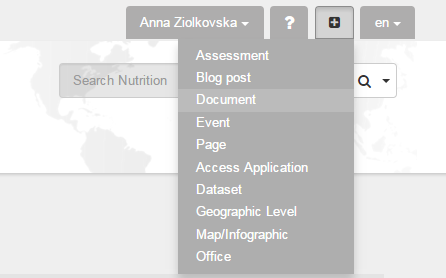 Anna Ziolkovska ? en
Search Nutrition
Assessment
Blog post
Document
Event
Page
Access Application
Dataset
Geographic Level
Map/Infographic
Office